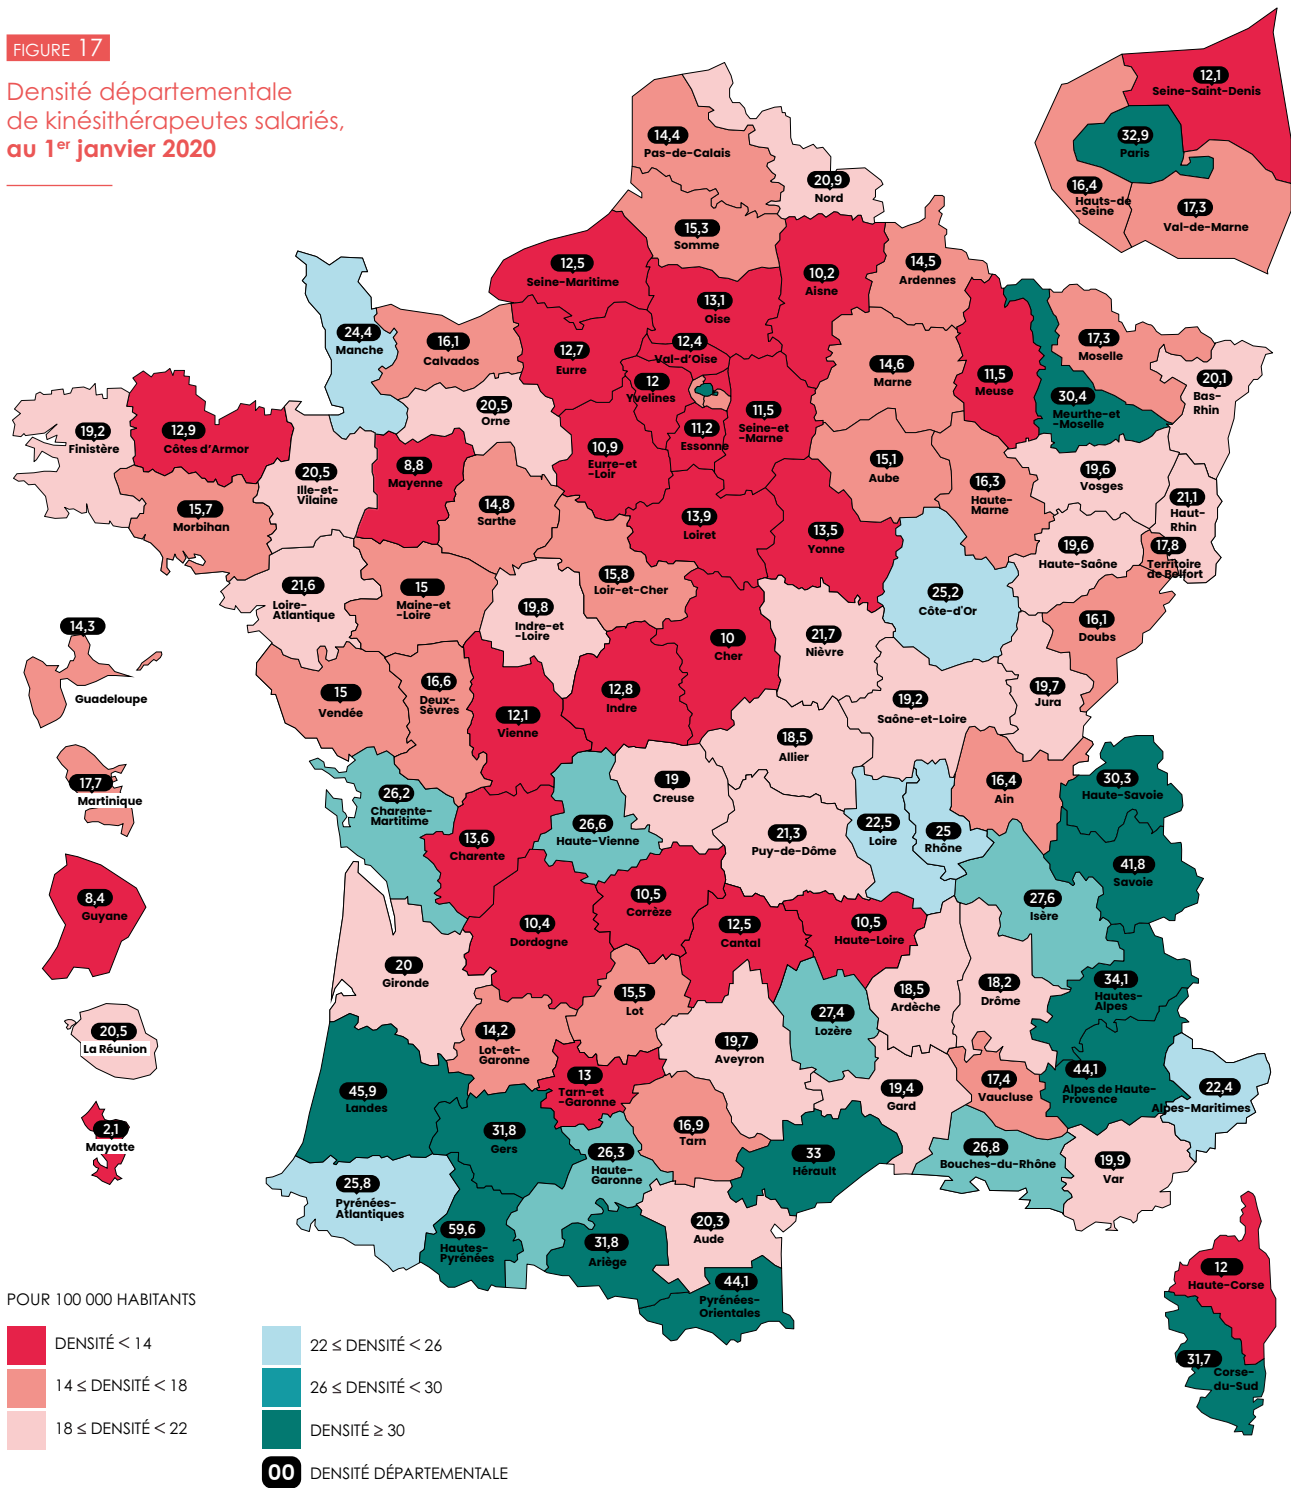 FIGURE 17
Densité départementale
de kinésithérapeutes salariés,
au 1er janvier 2020
12,1
Seine-Saint-Denis
32,9
Paris
16,4
Hauts-de
-Seine
17,3
Val-de-Marne
14,4
Pas-de-Calais
20,9
Nord
15,3
Somme
12,5
Seine-Maritime
10,2
Aisne
14,5
Ardennes
13,1
Oise
24,4
Manche
16,1
Calvados
12,7
Eurre
12,4
Val-d'Oise
14,6
Marne
11,5
Meuse
17,3
Moselle
30,4
Meurthe-et
-Moselle
20,1
Bas-
Rhin
12
Yvelines
11,5
Seine-et
-Marne
11,2
Essonne
20,5
Orne
19,2
Finistère
12,9
Côtes d'Armor
20,5
Ille-et-
Vilaine
8,8
Mayenne
10,9
Eurre-et
-Loir
15,1
Aube
16,3
Haute-
Marne
19,6
Vosges
21,1
Haut-
Rhin
15,7
Morbihan
14,8
Sarthe
13,9
Loiret
13,5
Yonne
19,6
Haute-Saône
17,8
Territoire
de Belfort
21,6
Loire-
Atlantique
15
Maine-et
-Loire
19,8
Indre-et
-Loire
15,8
Loir-et-Cher
25,2
Côte-d'Or
16,1
Doubs
14,3
Guadeloupe
10
Cher
21,7
Nièvre
15
Vendée
16,6
Deux-
Sèvres
12,1
Vienne
12,8
Indre
19,2
Saône-et-Loire
19,7
Jura
18,5
Allier
17,7
Martinique
26,2
Charente-
Martitime
26,6
Haute-Vienne
19
Creuse
16,4
Ain
30,3
Haute-Savoie
13,6
Charente
21,3
Puy-de-Dôme
22,5
Loire
25
Rhône
41,8
Savoie
8,4
Guyane
10,4
Dordogne
10,5
Corrèze
12,5
Cantal
10,5
Haute-Loire
27,6
Isère
20
Gironde
15,5
Lot
27,4
Lozère
18,5
Ardèche
18,2
Drôme
34,1
Hautes-
Alpes
20,5
La Réunion
14,2
Lot-et-
Garonne
19,7
Aveyron
45,9
Landes
13
Tarn-et
-Garonne
19,4
Gard
17,4
Vaucluse
44,1
Alpes de Haute-
Provence
22,4
Alpes-Maritimes
2,1
Mayotte
31,8
Gers
26,3
Haute-
Garonne
16,9
Tarn
33
Hérault
26,8
Bouches-du-Rhône
19,9
Var
25,8
Pyrénées-
Atlantiques
59,6
Hautes-
Pyrénées
31,8
Ariège
20,3
Aude
44,1
Pyrénées-
Orientales
12
Haute-Corse
31,7
Corse-
du-Sud
POUR 100 000 HABITANTS
DENSITÉ < 14
14 ≤ DENSITÉ < 18
18 ≤ DENSITÉ < 22
22 ≤ DENSITÉ < 26
26 ≤ DENSITÉ < 30
DENSITÉ ≥ 30
00 DENSITÉ DÉPARTEMENTALE